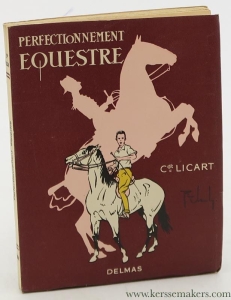 PERFECTIONNEMENT
EQUESTRE
Cdt LICART
DELMAS
www.kerssemakers.com